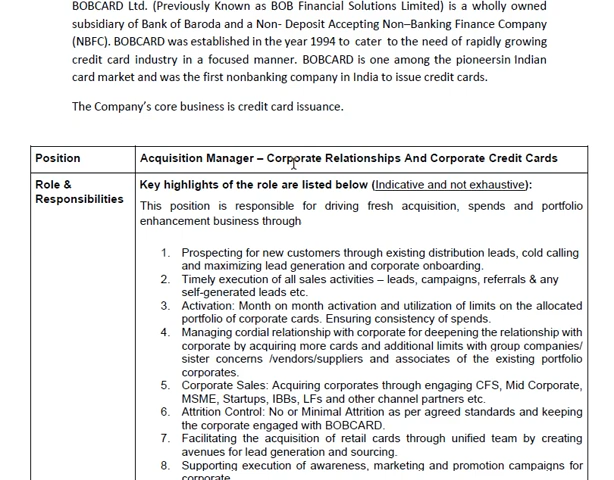 BOBCARD Ltd. (Previously Known as BOB Financial Solutions Limited) is a wholly owned
subsidiary of Bank of Baroda and a Non- Deposit Accepting Non–Banking Finance Company
(NBFC). BOBCARD was established in the year 1994 to cater to the need of rapidly growing
credit card industry in a focused manner. BOBCARD is one among the pioneersin Indian
card market and was the first nonbanking company in India to issue credit cards.
The Company's core business is credit card issuance.
Position
Acquisition Manager – Corporate Relationships And Corporate Credit Cards
Role &
Responsibilities
Key highlights of the role are listed below (Indicative and not exhaustive):
This position is responsible for driving fresh acquisition, spends and portfolio
enhancement business through
1. Prospecting for new customers through existing distribution leads, cold calling
and maximizing lead generation and corporate onboarding.
2. Timely execution of all sales activities – leads, campaigns, referrals & any
self-generated leads etc.
3. Activation: Month on month activation and utilization of limits on the allocated
portfolio of corporate cards. Ensuring consistency of spends.
4. Managing cordial relationship with corporate for deepening the relationship with
corporate by acquiring more cards and additional limits with group companies/
sister concerns /vendors/suppliers and associates of the existing portfolio
corporates.
5. Corporate Sales: Acquiring corporates through engaging CFS, Mid Corporate,
MSME, Startups, IBBs, LFs and other channel partners etc.
6. Attrition Control: No or Minimal Attrition as per agreed standards and keeping
the corporate engaged with BOBCARD.
7. Facilitating the acquisition of retail cards through unified team by creating
avenues for lead generation and sourcing.
8. Supporting execution of awareness, marketing and promotion campaigns for
corporate.